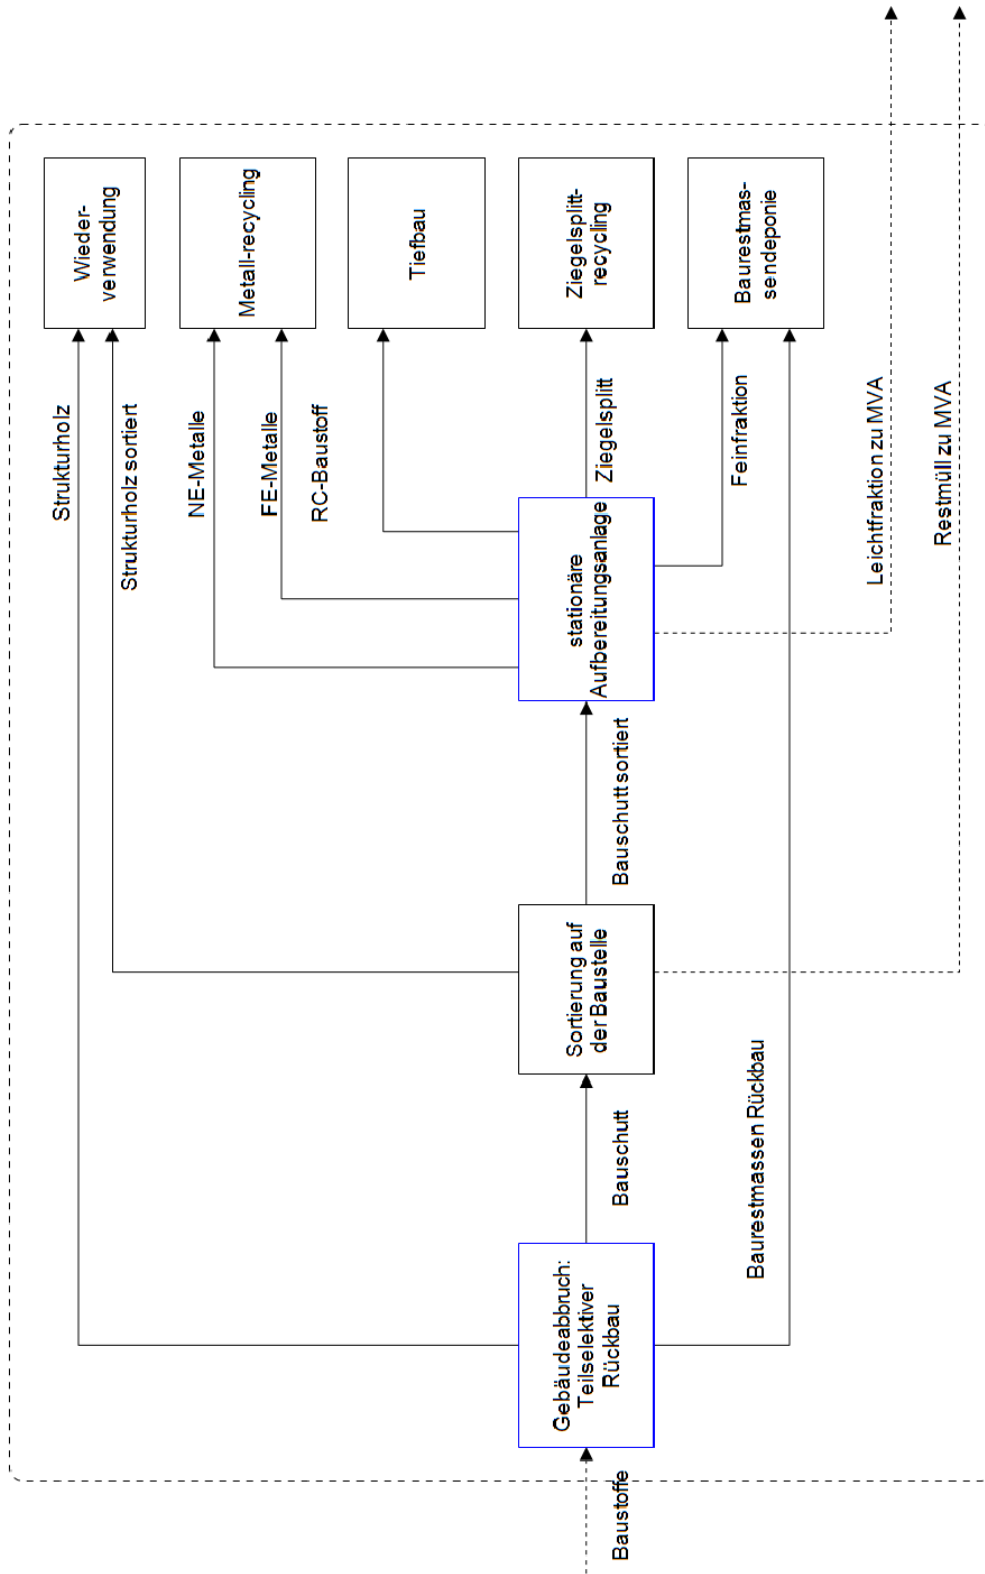 Baustoffe
Gebäudeabbruch:
Teilselektiver
Rückbau
Bauschutt
Baurestmassen Rückbau
Sortierung auf
der Baustelle
Bauschutt sortiert
stationäre
Aufbereitungsanlage
Strukturholz
Strukturholz sortiert
NE-Metalle
FE-Metalle
RC-Baustoff
Ziegelsplitt
Feinfraktion
Leichtfraktion zu MVA
Restmüll zu MVA
Wieder-
verwendung
Metall-recycling
Tiefbau
Ziegelsplitt-
recycling
Baurestmas-
sendeponie